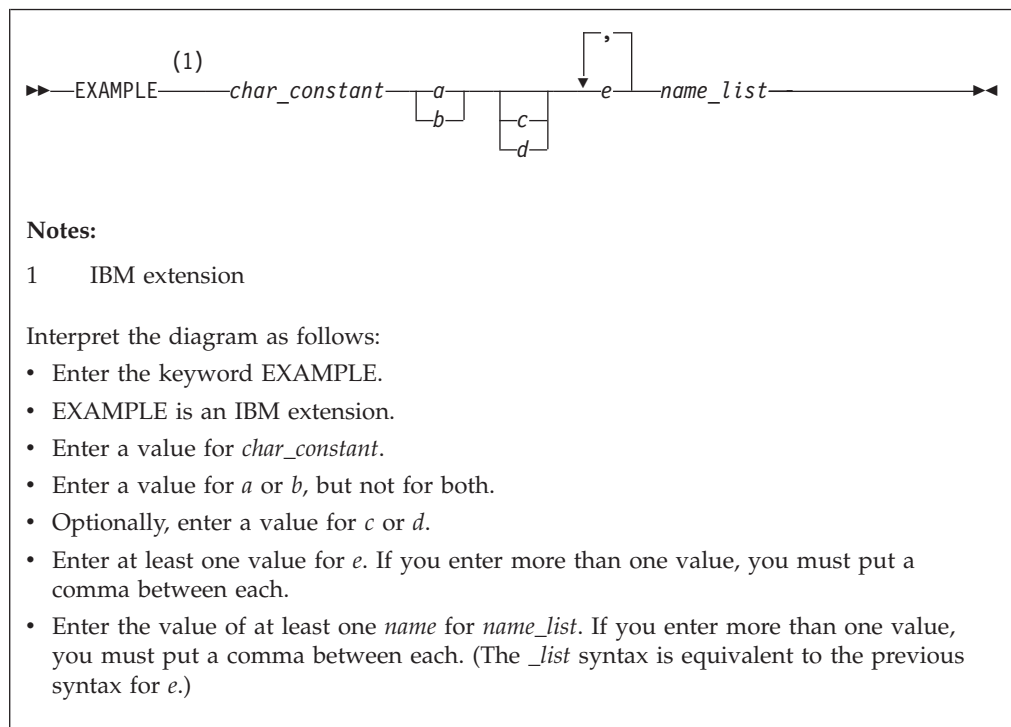 ,
(1)
EXAMPLE char_constant a e name_list
b c
d
Notes:
1 IBM extension
Interpret the diagram as follows:
• Enter the keyword EXAMPLE.
• EXAMPLE is an IBM extension.
• Enter a value for char_constant.
• Enter a value for a or b, but not for both.
• Optionally, enter a value for c or d.
• Enter at least one value for e. If you enter more than one value, you must put a
comma between each.
• Enter the value of at least one name for name_list. If you enter more than one value,
you must put a comma between each. (The _list syntax is equivalent to the previous
syntax for e.)